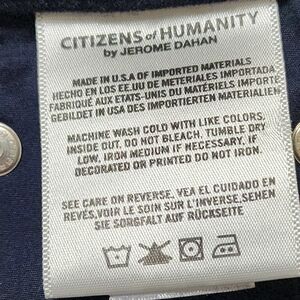 CITIZENS of HUMANITY
by JEROME DAHAN
MADE IN U.S.A OF IMPORTED MATERIALS
HECHO EN LOS EE.UU DE METERIALES IMPORTADA
FABRIQUÉ AUX ETATS-UNIS DU MATALES IMPORTÉ
GEBILDET IN USA DES IMPORTIERTEN MATERIALEN
MACHINE WASH COLD WITH LIKE COLORS,
INSIDE OUT. DO NOT BLEACH. TUMBLE DRY
LOW, IRON MEDIUM IF NECESSARY. IF
DECORATED OR PRINTED DO NOT IRON.
SEE CARE ON REVERSE. VEA EL CUIDADO EN
REVÉS, VOIR LE SOIN SUR L'INVERSE, SEHEN
SIE SORGFALT AUF RÜCKSEITE